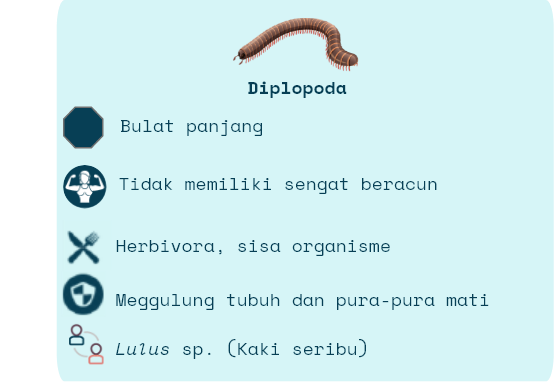 Diplopoda
Bulat panjang
Tidak memiliki sengat beracun
Herbivora, sisa organisme
Meggulung tubuh dan pura-pura mati
Lulus sp. (Kaki seribu)